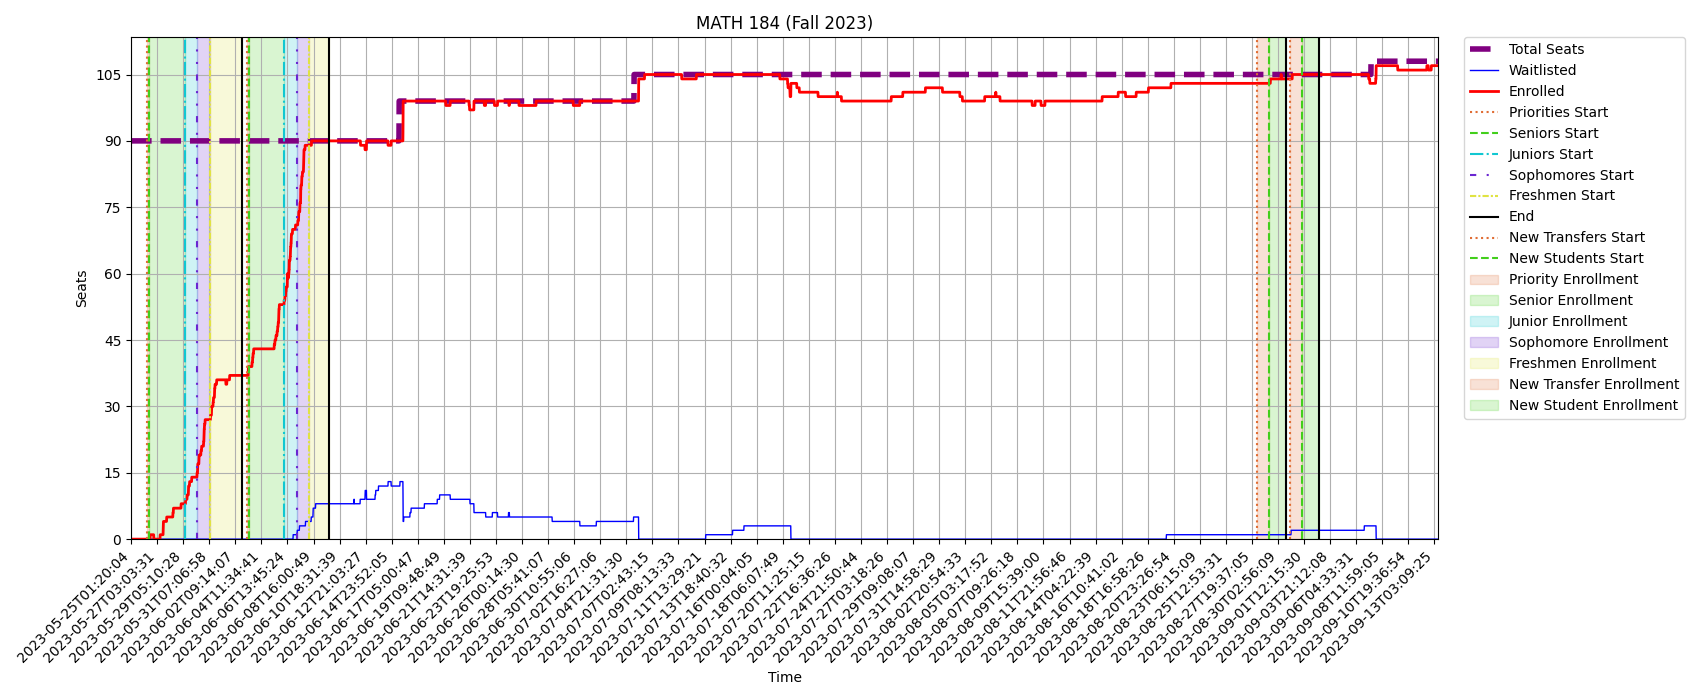 MATH 184 (Fall 2023)
Seats
105
90
75
60
45
30
15
0
2023-05-25T01:20:04
2023-05-27T03:03:31
2023-05-29T05:10:28
2023-05-31T07:06:58
2023-06-02T09:14:07
2023-06-04T11:34:41
2023-06-06T13:45:24
2023-06-08T16:00:49
2023-06-10T18:31:39
2023-06-12T21:03:27
2023-06-14T23:52:05
2023-06-17T05:00:47
2023-06-19T09:48:49
2023-06-21T14:31:39
2023-06-23T19:25:53
2023-06-26T00:14:30
2023-06-28T05:41:07
2023-06-30T10:55:06
2023-07-02T16:27:06
2023-07-04T21:31:30
2023-07-07T02:43:15
2023-07-09T08:13:33
2023-07-11T13:29:21
2023-07-13T18:40:32
2023-07-16T00:04:05
2023-07-18T06:07:49
2023-07-20T11:25:15
2023-07-22T16:36:26
2023-07-24T21:50:44
2023-07-27T03:18:26
2023-07-29T09:08:07
2023-07-31T14:58:29
2023-08-02T20:54:33
2023-08-05T03:17:52
2023-08-07T09:26:18
2023-08-09T15:39:00
2023-08-11T21:56:46
2023-08-14T04:22:39
2023-08-16T10:41:02
2023-08-18T16:58:26
2023-08-20T23:26:54
2023-08-23T06:15:09
2023-08-25T12:53:31
2023-08-27T19:37:05
2023-08-30T02:56:09
2023-09-01T12:15:30
2023-09-03T21:12:08
2023-09-06T04:33:31
2023-09-08T11:59:05
2023-09-10T19:36:54
2023-09-13T03:09:25
Time
Total Seats
Waitlisted
Enrolled
Priorities Start
Seniors Start
Juniors Start
Sophomores Start
Freshmen Start
End
New Transfers Start
New Students Start
Priority Enrollment
Senior Enrollment
Junior Enrollment
Sophomore Enrollment
Freshmen Enrollment
New Transfer Enrollment
New Student Enrollment